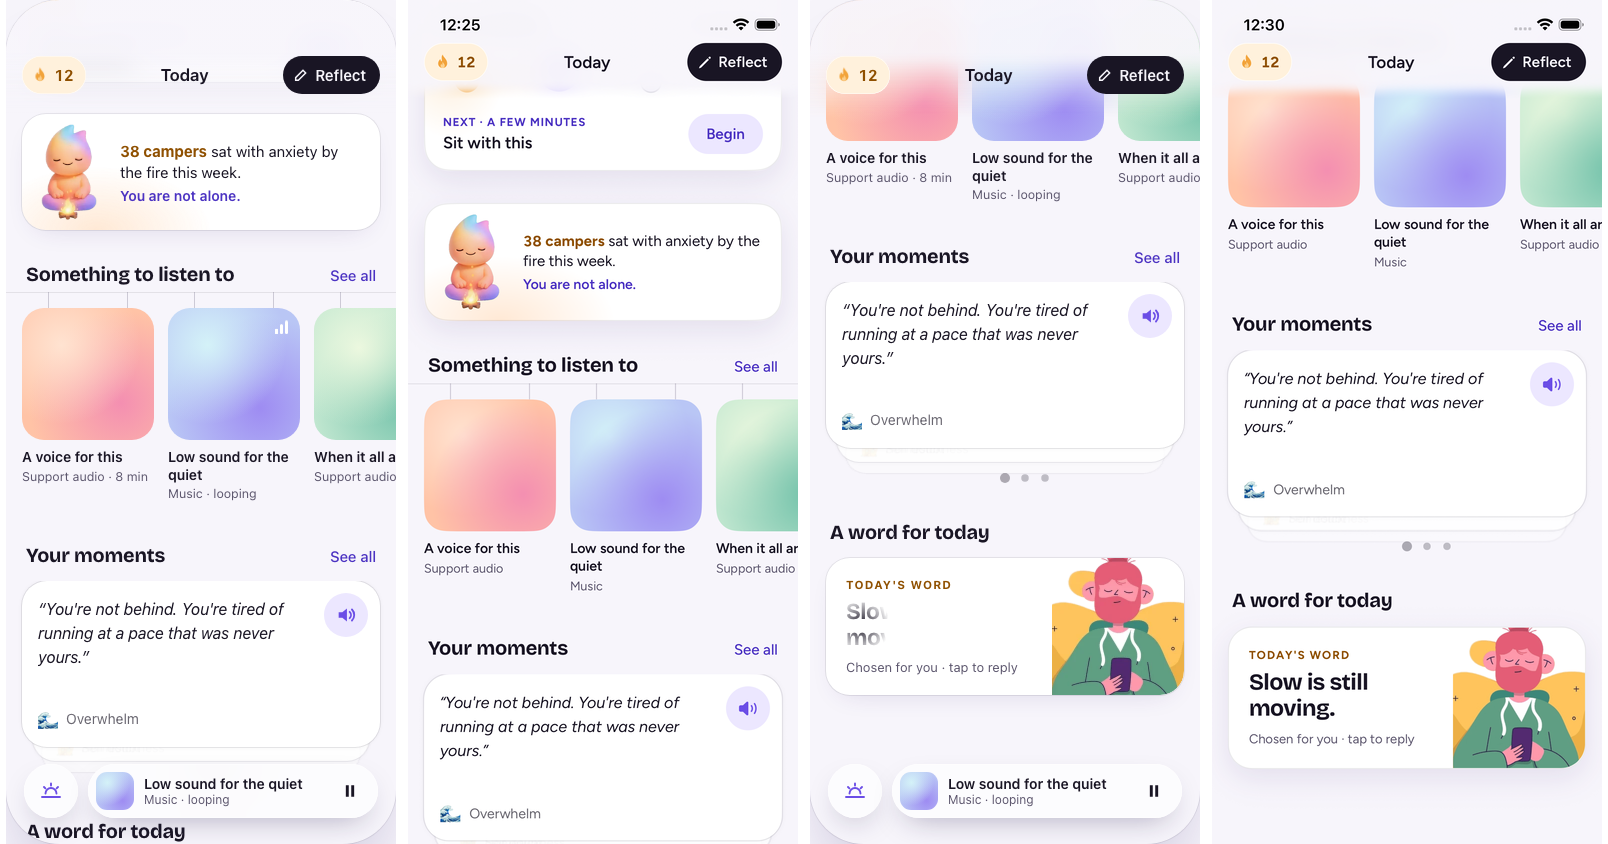 12
Today
Reflect
38 campers sat with anxiety by
the fire this week.
You are not alone.
Something to listen to
See all
A voice for this
Support audio · 8 min
Low sound for the
quiet
Music · looping
When it all a
Support audio
Your moments
See all
“You're not behind. You're tired of
running at a pace that was never
yours.”
Overwhelm
Low sound for the quiet
Music · looping
A word for today
12:25
12
Today
Reflect
NEXT · A FEW MINUTES
Sit with this
Begin
38 campers sat with anxiety by the
fire this week.
You are not alone.
Something to listen to
See all
A voice for this
Support audio
Low sound for the
quiet
Music
When it all ar
Support audio
Your moments
See all
“You're not behind. You're tired of
running at a pace that was never
yours.”
Overwhelm
12
Today
Reflect
A voice for this
Support audio · 8 min
Low sound for the
quiet
Music · looping
When it all a
Support audio
Your moments
See all
“You're not behind. You're tired of
running at a pace that was never
yours.”
Overwhelm
A word for today
TODAY'S WORD
Slow
mov
Chosen for you · tap to reply
Low sound for the quiet
Music · looping
12:30
12
Today
Reflect
A voice for this
Support audio
Low sound for the
quiet
Music
When it all ar
Support audio
Your moments
See all
“You're not behind. You're tired of
running at a pace that was never
yours.”
Overwhelm
A word for today
TODAY'S WORD
Slow is still
moving.
Chosen for you · tap to reply